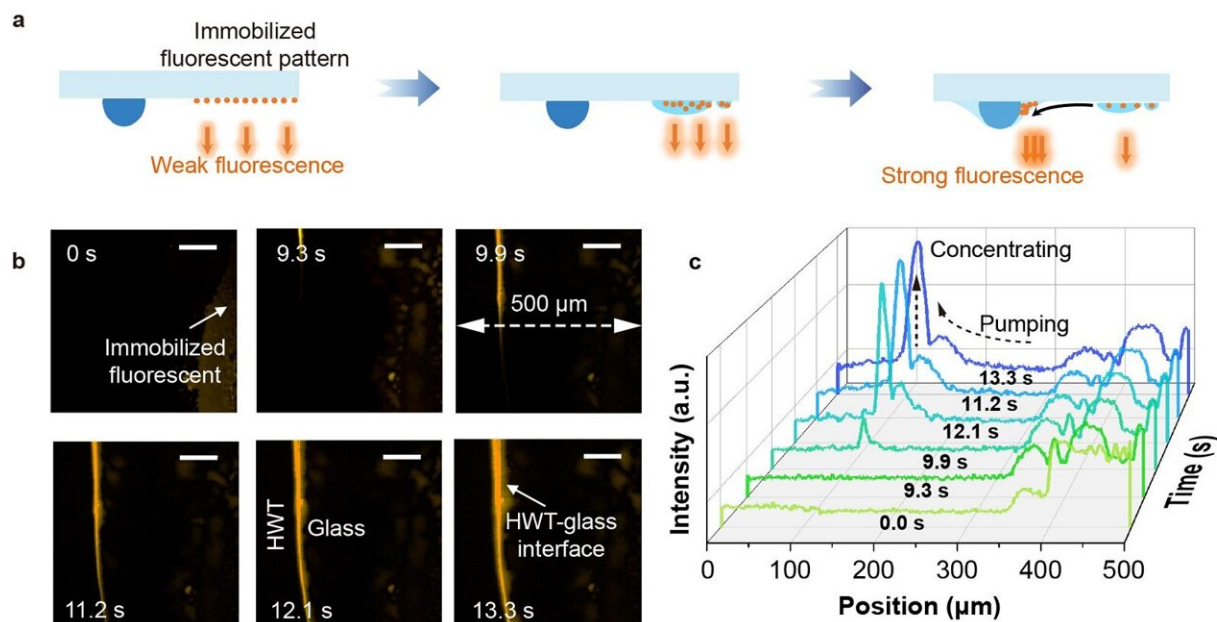 a
Immobilized
fluorescent pattern
Weak fluorescence
Strong fluorescence
b
0 s
Immobilized
fluorescent
9.3 s
9.9 s
500 µm
11.2 s
HWT
Glass
12.1 s
HWT-glass
interface
13.3 s
c
Concentrating
Pumping
13.3 s
11.2 s
12.1 s
9.9 s
9.3 s
0.0 s
Intensity (a.u.)
Time (s)
0 100 200 300 400 500
Position (µm)